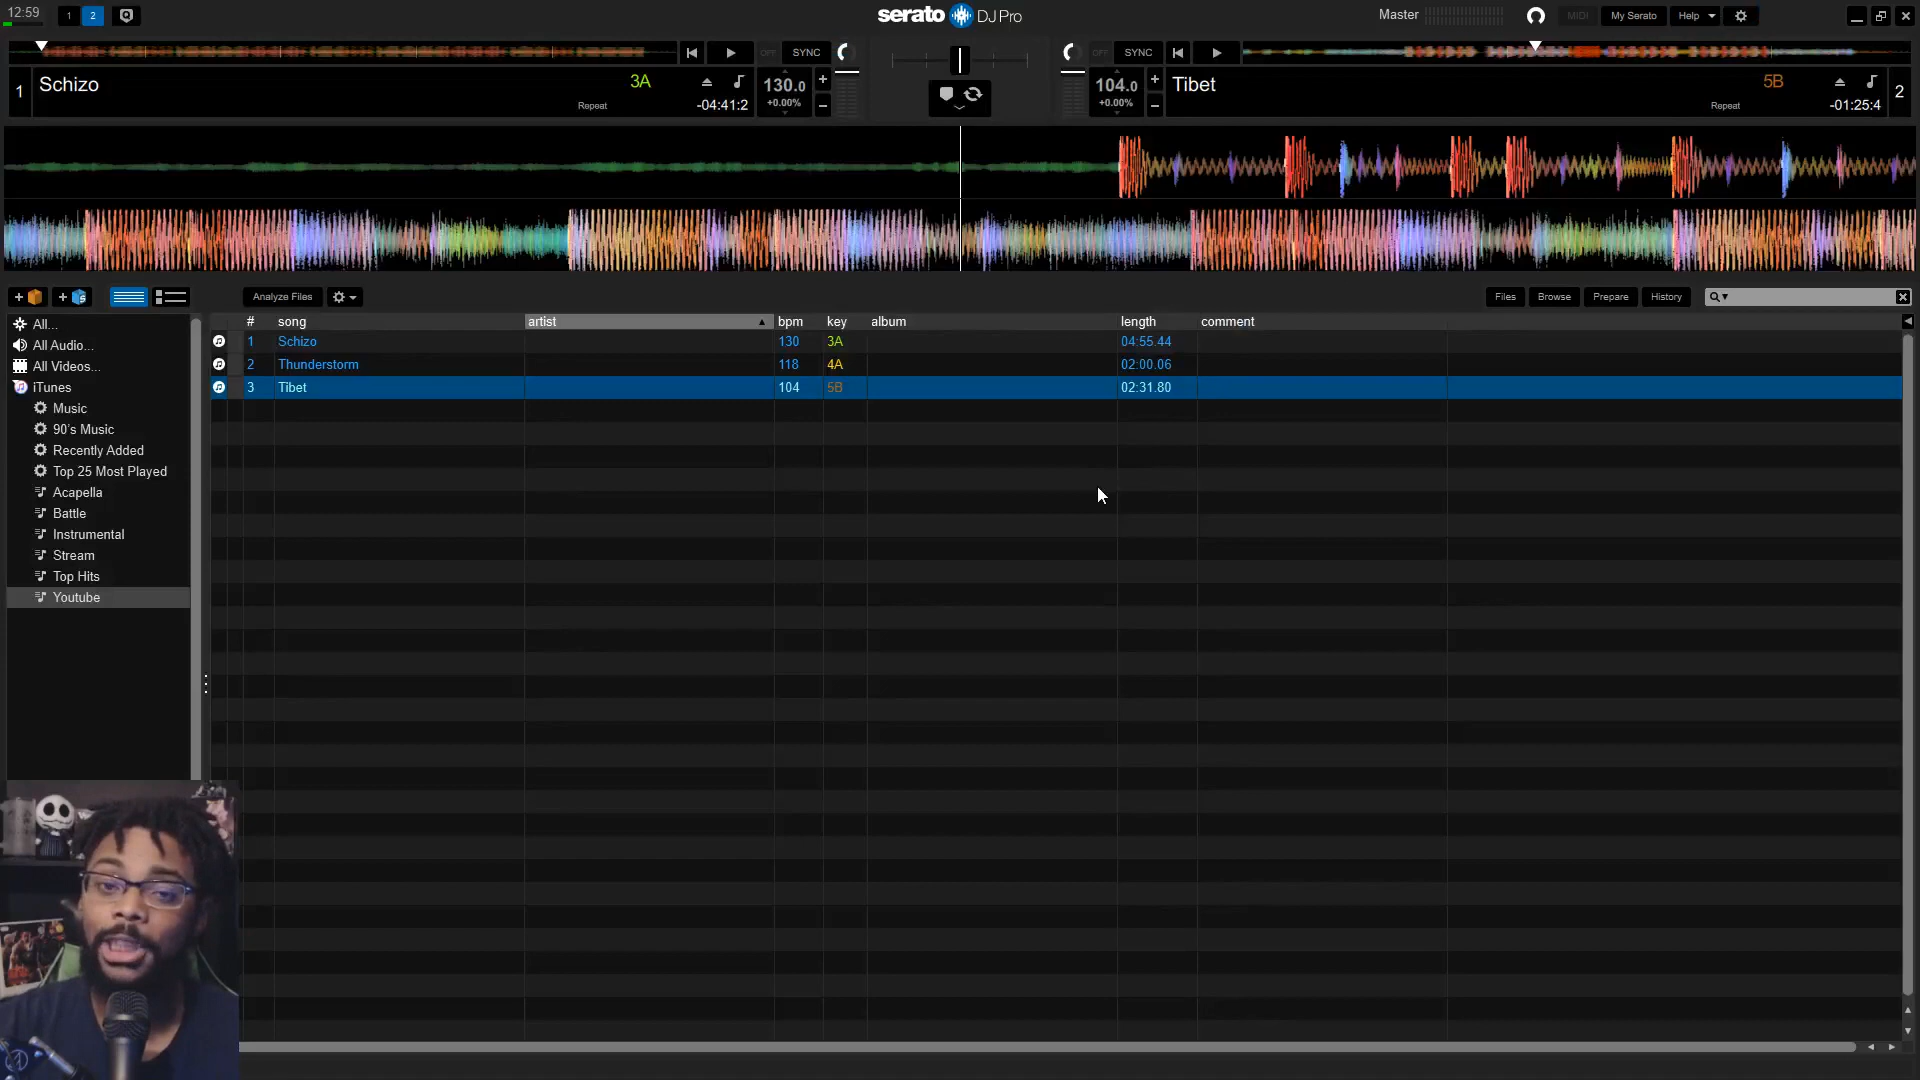 12:59
1 2
serato DJ Pro
Master
MIDI
My Serato
Help
OFF SYNC
OFF SYNC
1 Schizo 3A
Repeat -04:41:2
130.0
+0.00%
104.0
+0.00%
Tibet 5B
Repeat -01:25:4
2
Analyze Files
Files Browse Prepare History
# song artist bpm key album length comment
1 Schizo 130 3A 04:55.44
2 Thunderstorm 118 4A 02:00.06
3 Tibet 104 5B 02:31.80
All...
All Audio...
All Videos...
iTunes
Music
90's Music
Recently Added
Top 25 Most Played
Acapella
Battle
Instrumental
Stream
Top Hits
Youtube